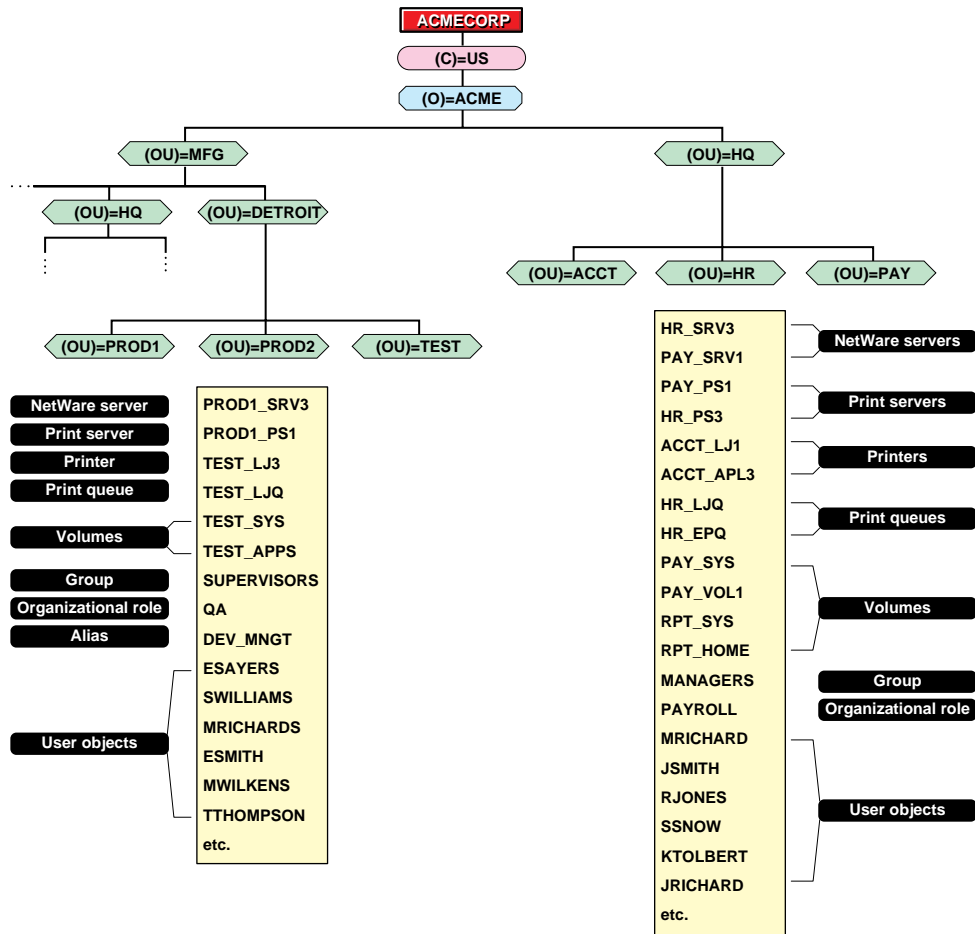 ACMECORP
(C)=US
(O)=ACME
(OU)=MFG
(OU)=HQ
(OU)=HQ
(OU)=DETROIT
(OU)=ACCT
(OU)=HR
(OU)=PAY
(OU)=PROD1
(OU)=PROD2
(OU)=TEST
NetWare server
Print server
Printer
Print queue
Volumes
Group
Organizational role
Alias
User objects
PROD1_SRV3
PROD1_PS1
TEST_LJ3
TEST_LJQ
TEST_SYS
TEST_APPS
SUPERVISORS
QA
DEV_MNGT
ESAYERS
SWILLIAMS
MRICHARDS
ESMITH
MWILKENS
TTHOMPSON
etc.
HR_SRV3
PAY_SRV1
PAY_PS1
HR_PS3
ACCT_LJ1
ACCT_APL3
HR_LJQ
HR_EPQ
PAY_SYS
PAY_VOL1
RPT_SYS
RPT_HOME
MANAGERS
PAYROLL
MRICHARD
JSMITH
RJONES
SSNOW
KTOLBERT
JRICHARD
etc.
NetWare servers
Print servers
Printers
Print queues
Volumes
Group
Organizational role
User objects